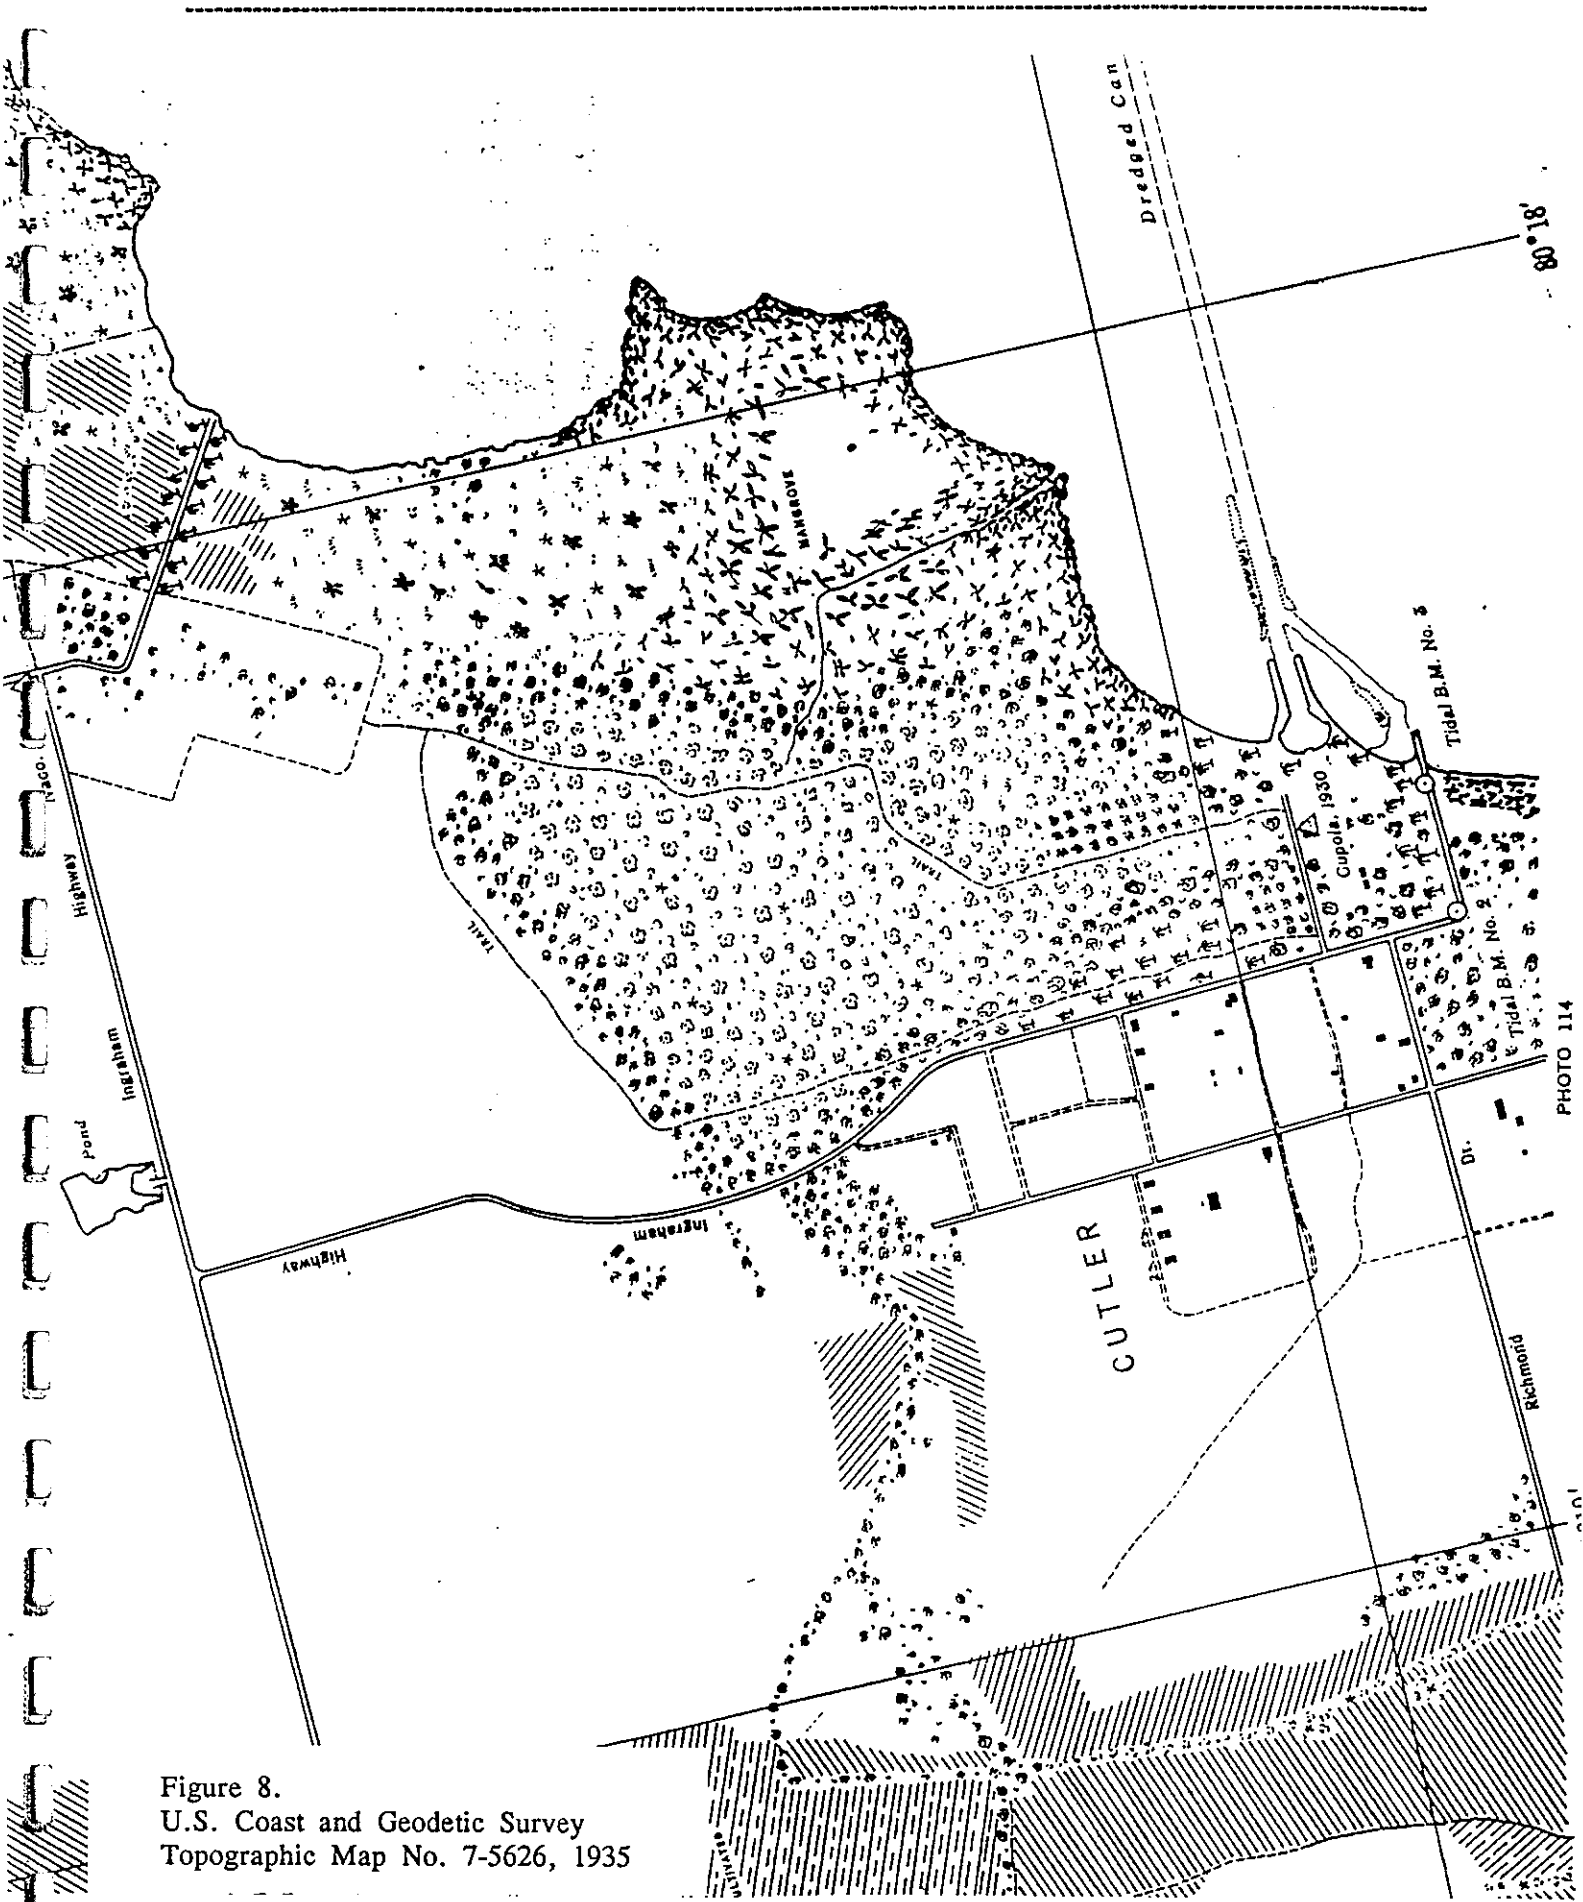 Dredged Can
80°18'
MANGROVE
Tidal B.M. No. 3
Cupola, 1930
Highway
TRAIL
TRAIL
Ingraham
Pond
Tidal B.M. No. 2
PHOTO 114
Highway
Ingraham
Dr.
CUTLER
Richmond
Figure 8.
U.S. Coast and Geodetic Survey
Topographic Map No. 7-5626, 1935